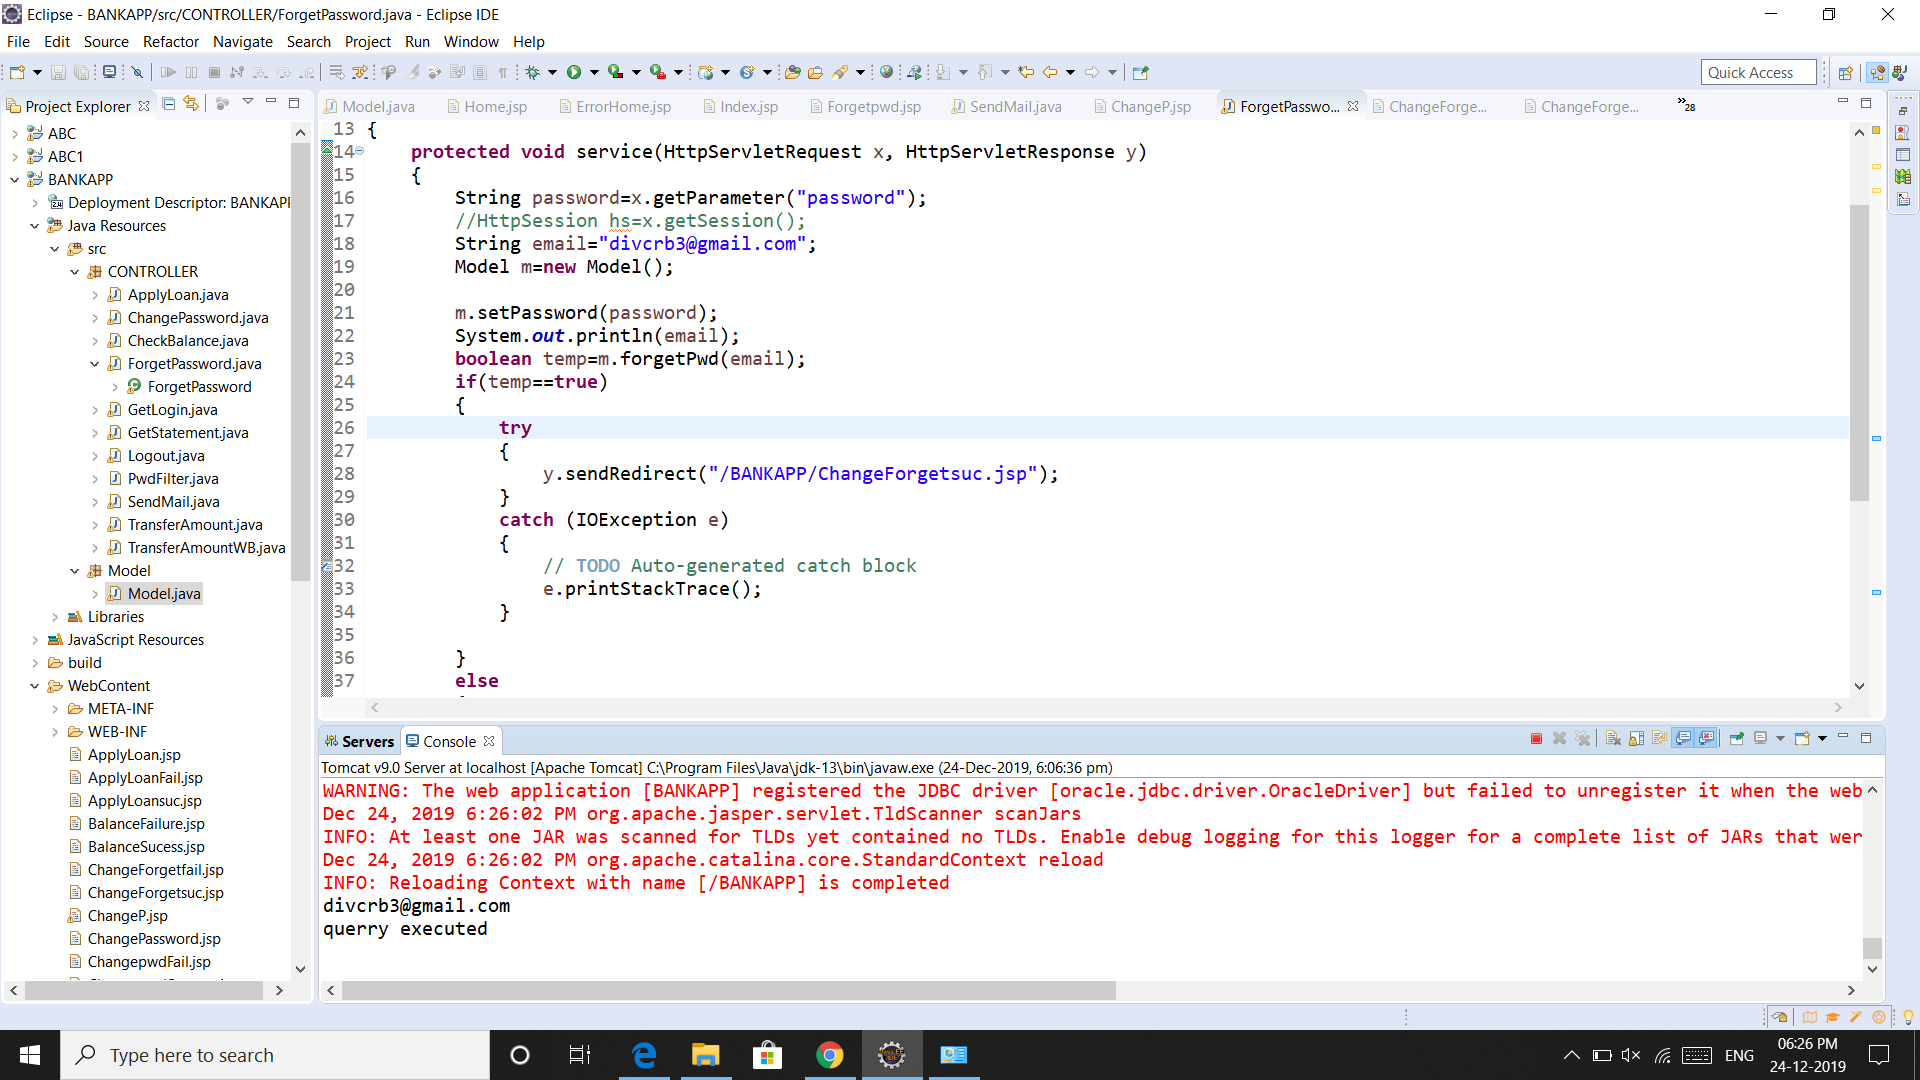 Eclipse - BANKAPP/src/CONTROLLER/ForgetPassword.java - Eclipse IDE
File Edit Source Refactor Navigate Search Project Run Window Help
Quick Access
Project Explorer
Model.java Home.jsp ErrorHome.jsp Index.jsp Forgetpwd.jsp SendMail.java ChangeP.jsp ForgetPasswo... ChangeForge... ChangeForge... »28
ABC
ABC1
BANKAPP
Deployment Descriptor: BANKAPP
Java Resources
src
CONTROLLER
ApplyLoan.java
ChangePassword.java
CheckBalance.java
ForgetPassword.java
ForgetPassword
GetLogin.java
GetStatement.java
Logout.java
PwdFilter.java
SendMail.java
TransferAmount.java
TransferAmountWB.java
Model
Model.java
Libraries
JavaScript Resources
build
WebContent
META-INF
WEB-INF
ApplyLoan.jsp
ApplyLoanFail.jsp
ApplyLoansuc.jsp
BalanceFailure.jsp
BalanceSucess.jsp
ChangeForgetfail.jsp
ChangeForgetsuc.jsp
ChangeP.jsp
ChangePassword.jsp
ChangepwdFail.jsp
13 {
14 protected void service(HttpServletRequest x, HttpServletResponse y)
15 {
16 String password=x.getParameter("password");
17 //HttpSession hs=x.getSession();
18 String email="divcrb3@gmail.com";
19 Model m=new Model();
20
21 m.setPassword(password);
22 System.out.println(email);
23 boolean temp=m.forgetPwd(email);
24 if(temp==true)
25 {
26 try
27 {
28 y.sendRedirect("/BANKAPP/ChangeForgetsuc.jsp");
29 }
30 catch (IOException e)
31 {
32 // TODO Auto-generated catch block
33 e.printStackTrace();
34 }
35
36 }
37 else
Servers Console
Tomcat v9.0 Server at localhost [Apache Tomcat] C:\Program Files\Java\jdk-13\bin\javaw.exe (24-Dec-2019, 6:06:36 pm)
WARNING: The web application [BANKAPP] registered the JDBC driver [oracle.jdbc.driver.OracleDriver] but failed to unregister it when the web
Dec 24, 2019 6:26:02 PM org.apache.jasper.servlet.TldScanner scanJars
INFO: At least one JAR was scanned for TLDs yet contained no TLDs. Enable debug logging for this logger for a complete list of JARs that wer
Dec 24, 2019 6:26:02 PM org.apache.catalina.core.StandardContext reload
INFO: Reloading Context with name [/BANKAPP] is completed
divcrb3@gmail.com
querry executed
Type here to search
ENG
06:26 PM
24-12-2019